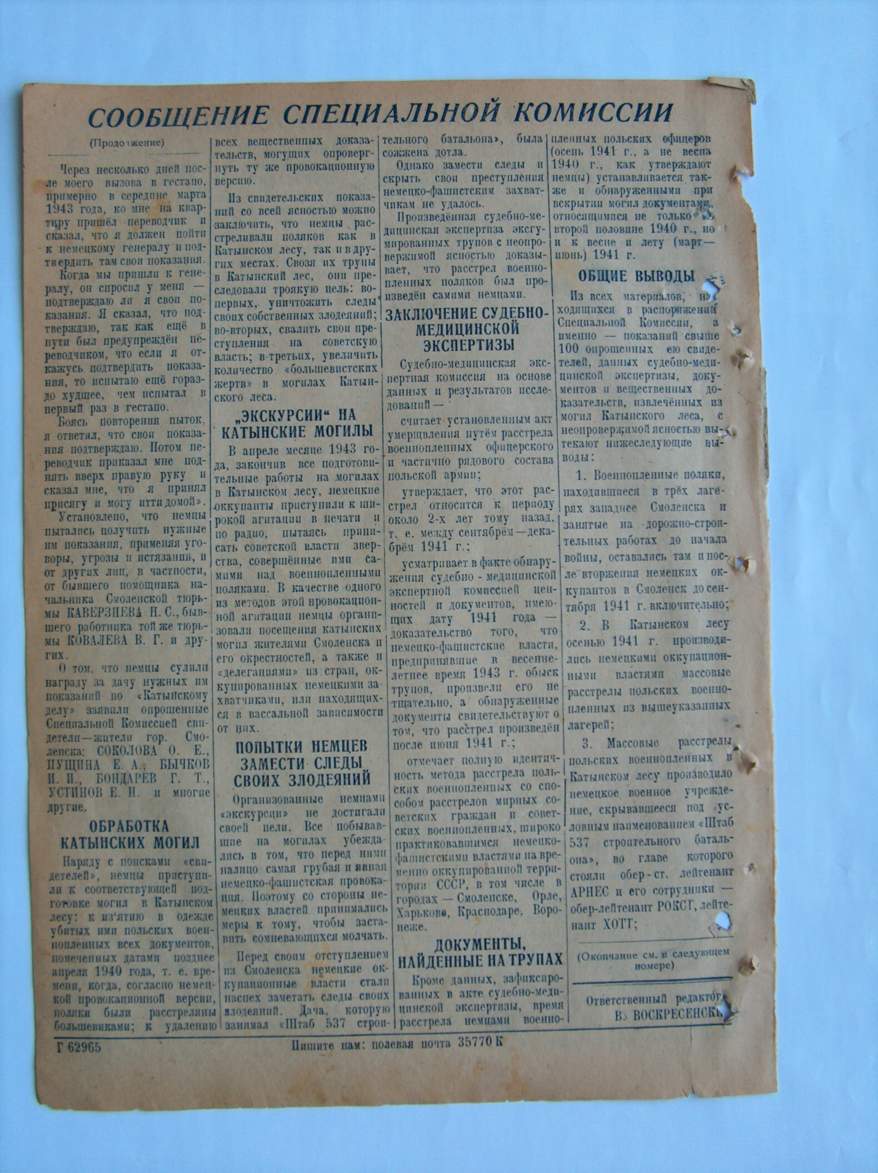 СООБЩЕНИЕ СПЕЦИАЛЬНОЙ КОМИССИИ
(Продолжение)
Через несколько дней пос-
ле моего вызова в гестапо,
примерно в середине марта
1943 года, ко мне на квар-
тиру пришёл переводчик и
сказал, что я должен пойти
к немецкому генералу и под-
твердить там свои показания.
Когда мы пришли к гене-
ралу, он спросил у меня —
подтверждаю ли я свои по-
казания. Я сказал, что под-
тверждаю, так как ещё в
пути был предупреждён пе-
реводчиком, что если я от-
кажусь подтвердить показа-
ния, то испытаю ещё гораз-
до худшее, чем испытал в
первый раз в гестапо.
Боясь повторения пыток,
я ответил, что свои показа-
ния подтверждаю. Потом пе-
реводчик приказал мне под-
нять вверх правую руку и
сказал мне, что я принял
присягу и могу итти домой».
Установлено, что немцы
пытались получить нужные
им показания, применяя уго-
воры, угрозы и истязания, и
от других лиц, в частности,
от бывшего помощника на-
чальника Смоленской тюрь-
мы КАВЕРЗНЕВА Н. С., быв-
шего работника той же тюрь-
мы КОВАЛЕВА В. Г. и дру-
гих.
О том, что немцы сулили
награду за дачу нужных им
показаний по «Катынскому
делу» заявили опрошенные
Специальной Комиссией сви-
детели—жители гор. Смо-
ленска: СОКОЛОВА О. Е.,
ПУЩИНА Е. А., БЫЧКОВ
И. И., БОНДАРЕВ Г. Т.,
УСТИНОВ Е. П. и многие
другие.
ОБРАБОТКА
КАТЫНСКИХ МОГИЛ
Наряду с поисками «сви-
детелей», немцы приступи-
ли к соответствующей под-
готовке могил в Катынском
лесу: к из'ятию в одежде
убитых ими польских воен-
нопленных всех документов,
помеченных датами позднее
апреля 1940 года, т. е. вре-
мени, когда, согласно немец-
кой провокационной версии,
поляки были расстреляны
большевиками; к удалению
всех вещественных доказа-
тельств, могущих опроверг-
нуть ту же провокационную
версию.
Из свидетельских показа-
ний со всей ясностью можно
заключить, что немцы рас-
стреливали поляков как в
Катынском лесу, так и в дру-
гих местах. Свозя их трупы
в Катынский лес, они пре-
следовали троякую цель: во-
первых, уничтожить следы
своих собственных злодеяний;
во-вторых, свалить свои пре-
ступления на советскую
власть; в-третьих, увеличить
количество «большевистских
жертв» в могилах Катын-
ского леса.
„ЭКСКУРСИИ“ НА
КАТЫНСКИЕ МОГИЛЫ
В апреле месяце 1943 го-
да, закончив все подготови-
тельные работы на могилах
в Катынском лесу, немецкие
оккупанты приступили к ши-
рокой агитации в печати и
по радио, пытаясь припи-
сать советской власти звер-
ства, совершённые ими са-
мими над военнопленными
поляками. В качестве одного
из методов этой провокацион-
ной агитации немцы органи-
зовали посещения катынских
могил жителями Смоленска и
его окрестностей, а также и
«делегациями» из стран, ок-
купированных немецкими за-
хватчиками, или находящих-
ся в вассальной зависимости
от них.
ПОПЫТКИ НЕМЦЕВ
ЗАМЕСТИ СЛЕДЫ
СВОИХ ЗЛОДЕЯНИЙ
Организованные немцами
«экскурсии» не достигали
своей цели. Все побывав-
шие на могилах убежда-
лись в том, что перед ними
налицо самая грубая и явная
немецко-фашистская провока-
ция. Поэтому со стороны не-
мецких властей принимались
меры к тому, чтобы заста-
вить сомневающихся молчать.
Перед своим отступлением
из Смоленска немецкие ок-
купационные власти стали
наспех заметать следы своих
злодеяний. Дача, которую
занимал «Штаб 537 строи-
тельного батальона», была
сожжена дотла.
Однако замести следы и
скрыть свои преступления
немецко-фашистским захват-
чикам не удалось.
Произведённая судебно-ме-
дицинская экспертиза эксгу-
мированных трупов с неопро-
вержимой ясностью доказы-
вает, что расстрел военно-
пленных поляков был про-
изведён самими немцами.
ЗАКЛЮЧЕНИЕ СУДЕБНО-
МЕДИЦИНСКОЙ
ЭКСПЕРТИЗЫ
Судебно-медицинская экс-
пертная комиссия на основе
данных и результатов иссле-
дований—
считает установленным акт
умерщвления путём расстрела
военнопленных офицерского
и частично рядового состава
польской армии;
утверждает, что этот рас-
стрел относится к периоду
около 2-х лет тому назад,
т. е. между сентябрём—дека-
брём 1941 г.;
усматривает в факте обнару-
жения судебно - медицинской
экспертной комиссией цен-
ностей и документов, имею-
щих дату 1941 года —
доказательство того, что
немецко-фашистские власти,
предпринявшие в весенне-
летнее время 1943 г. обыск
трупов, произвели его не
тщательно, а обнаруженные
документы свидетельствуют о
том, что расстрел произведён
после июня 1941 г.;
отмечает полную идентич-
ность метода расстрела поль-
ских военнопленных со спо-
собом расстрелов мирных со-
ветских граждан и совет-
ских военнопленных, широко
практиковавшимся немецко-
фашистскими властями на вре-
менно оккупированной терри-
тории СССР, в том числе в
городах — Смоленске, Орле,
Харькове, Краснодаре, Воро-
неже.
ДОКУМЕНТЫ,
НАЙДЕННЫЕ НА ТРУПАХ
Кроме данных, зафиксиро-
ванных в акте судебно-меди-
цинской экспертизы, время
расстрела немцами военно-
пленных польских офицеров
(осень 1941 г., а не весна
1940 г., как утверждают
немцы) устанавливается так-
же и обнаруженными при
вскрытии могил документами,
относящимися не только ко
второй половине 1940 г., но
и к весне и лету (март—
июнь) 1941 г.
ОБЩИЕ ВЫВОДЫ
Из всех материалов, на-
ходящихся в распоряжении
Специальной Комиссии, а
именно — показаний свыше
100 опрошенных ею свиде-
телей, данных судебно-меди-
цинской экспертизы, доку-
ментов и вещественных до-
казательств, извлечённых из
могил Катынского леса, с
неопровержимой ясностью вы-
текают нижеследующие вы-
воды:
1. Военнопленные поляки,
находившиеся в трёх лаге-
рях западнее Смоленска и
занятые на дорожно-строи-
тельных работах до начала
войны, оставались там и пос-
ле вторжения немецких ок-
купантов в Смоленск до сен-
тября 1941 г. включительно;
2. В Катынском лесу
осенью 1941 г. производи-
лись немецкими оккупацион-
ными властями массовые
расстрелы польских военно-
пленных из вышеуказанных
лагерей;
3. Массовые расстрелы
польских военнопленных в
Катынском лесу производило
немецкое военное учрежде-
ние, скрывавшееся под ус-
ловным наименованием «Штаб
537 строительного баталь-
она», во главе которого
стояли обер-ст. лейтенант
АРНЕС и его сотрудники —
обер-лейтенант РОКСТ, лейте-
нант ХОТТ;
(Окончание см. в следующем
номере)
Ответственный редактор
В. ВОСКРЕСЕНСК
Г 62965
Пишите нам: полевая почта 35770 К